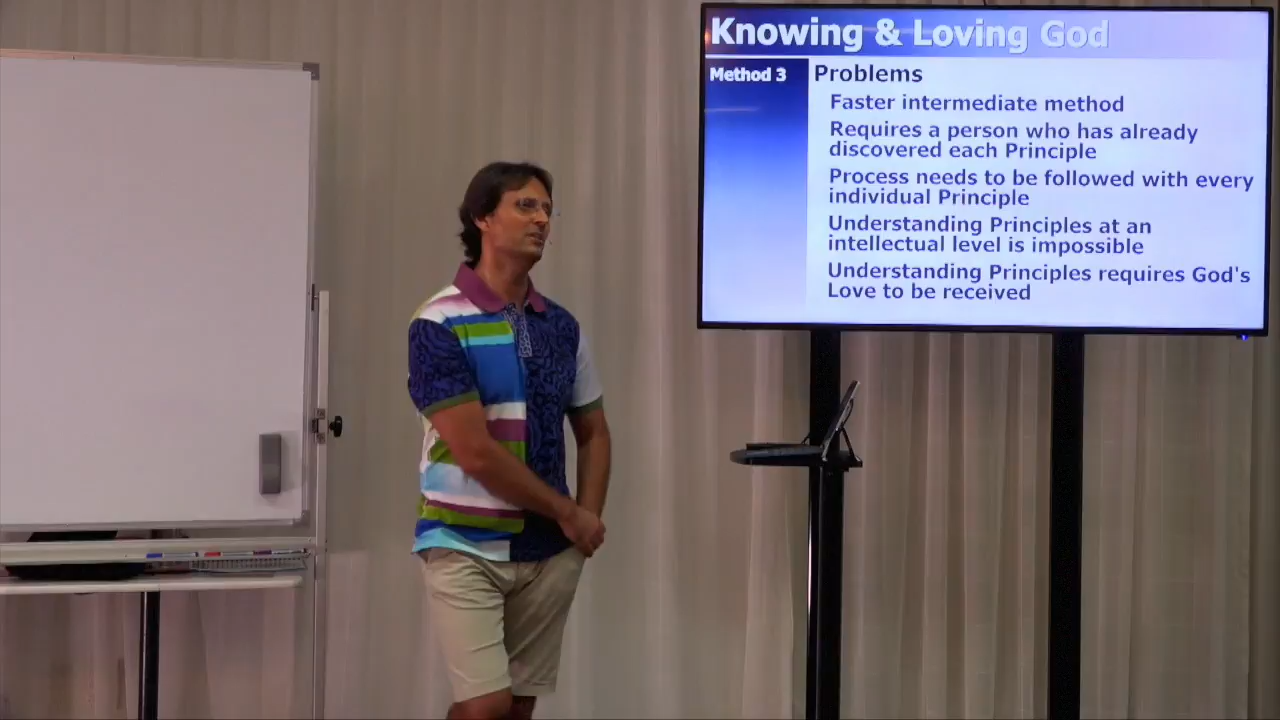 Knowing & Loving God
Method 3
Problems
Faster intermediate method
Requires a person who has already
discovered each Principle
Process needs to be followed with every
individual Principle
Understanding Principles at an
intellectual level is impossible
Understanding Principles requires God's
Love to be received